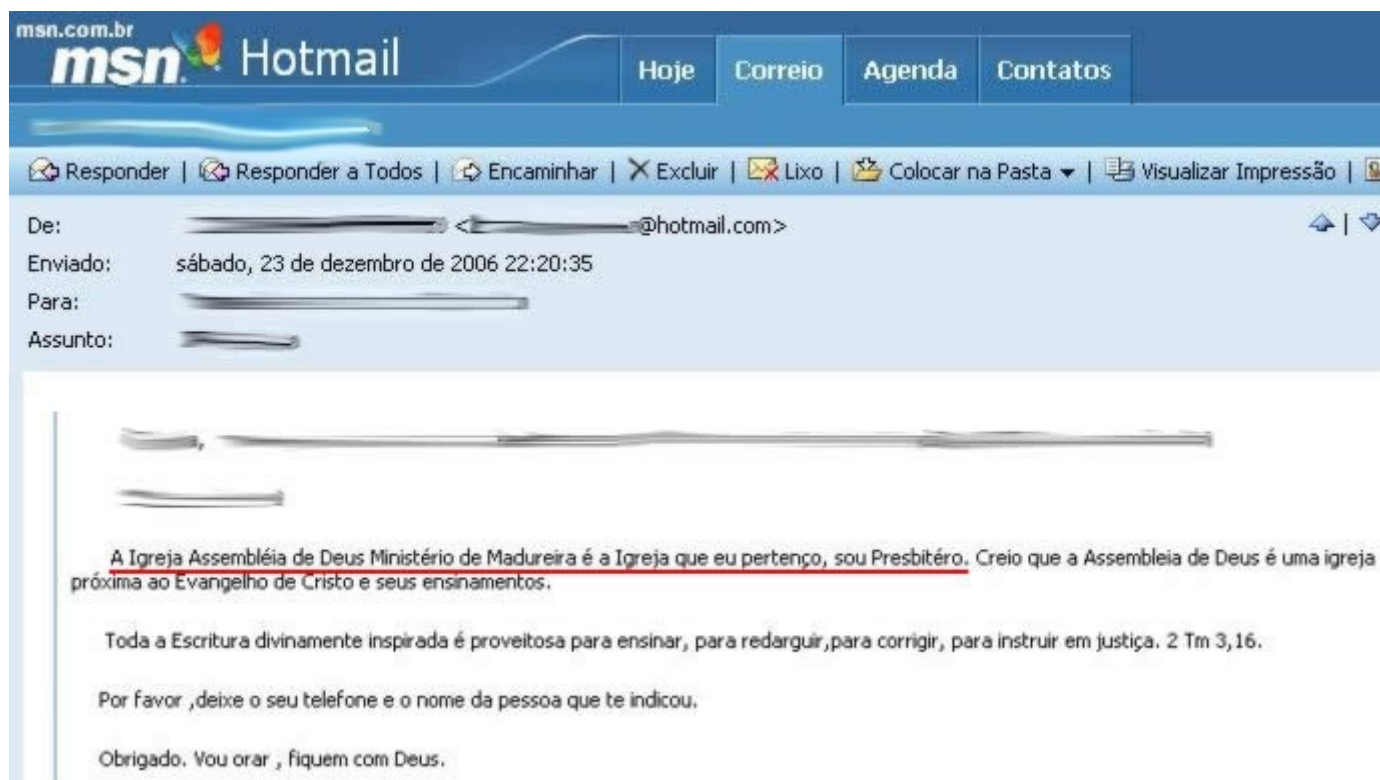 msn.com.br
msn Hotmail
Hoje Correio Agenda Contatos
Responder | Responder a Todos | Encaminhar | Excluir | Lixo | Colocar na Pasta | Visualizar Impressão |
De: < @hotmail.com>
Enviado: sábado, 23 de dezembro de 2006 22:20:35
Para:
Assunto:
A Igreja Assembléia de Deus Ministério de Madureira é a Igreja que eu pertenço, sou Presbitéro. Creio que a Assembleia de Deus é uma igreja
próxima ao Evangelho de Cristo e seus ensinamentos.
Toda a Escritura divinamente inspirada é proveitosa para ensinar, para redarguir,para corrigir, para instruir em justiça. 2 Tm 3,16.
Por favor ,deixe o seu telefone e o nome da pessoa que te indicou.
Obrigado. Vou orar , fiquem com Deus.